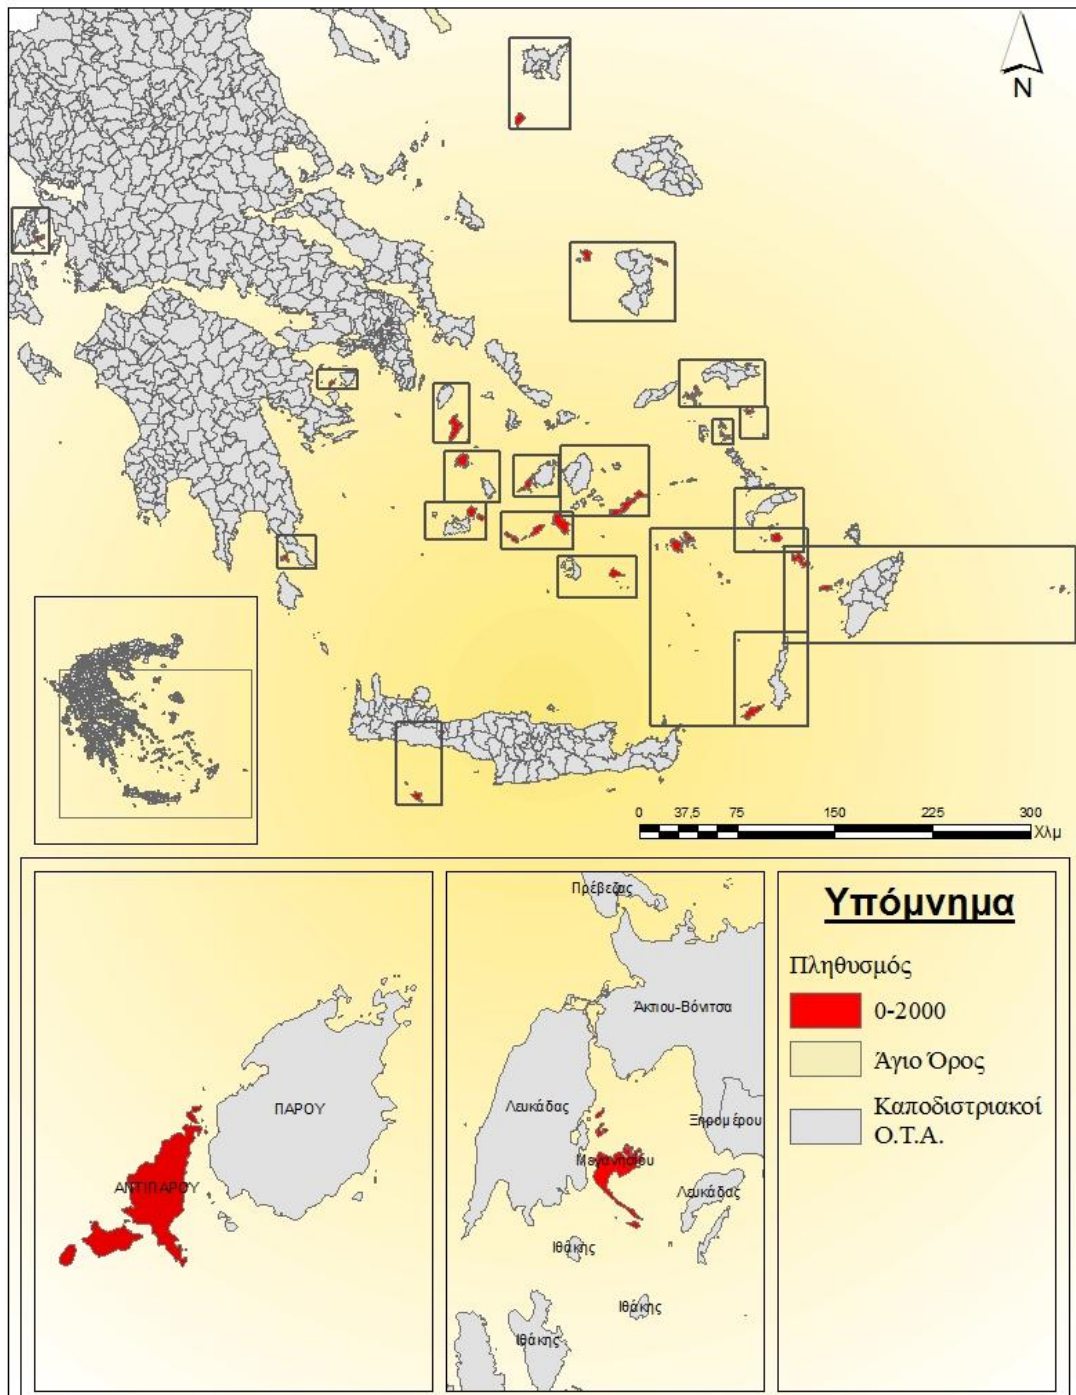 N
0 37,5 75 150 225 300
Χλμ
ΠΑΡΟΥ
ΑΝΤΙΠΑΡΟΥ
Πρέβεζας
Άκτιου-Βόνιτσα
Λευκάδας
Ξηρομέρου
Μεγανησίου
Λευκάδας
Ιθάκης
Ιθάκης
Ιθάκης
Υπόμνημα
Πληθυσμός
0-2000
Άγιο Όρος
Καποδιστριακοί
Ο.Τ.Α.